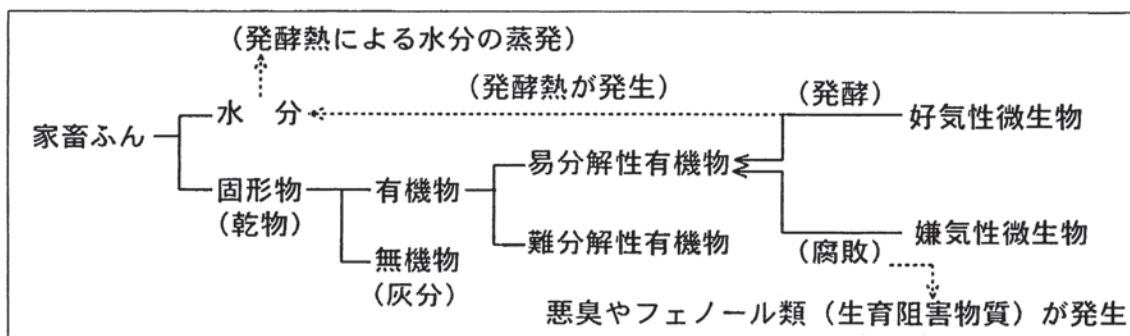 （発酵熱による水分の蒸発）
（発酵熱が発生）
（発酵）
水　分
好気性微生物
家畜ふん
易分解性有機物
固形物
有機物
（乾物）
難分解性有機物
嫌気性微生物
（腐敗）
無機物
（灰分）
悪臭やフェノール類（生育阻害物質）が発生